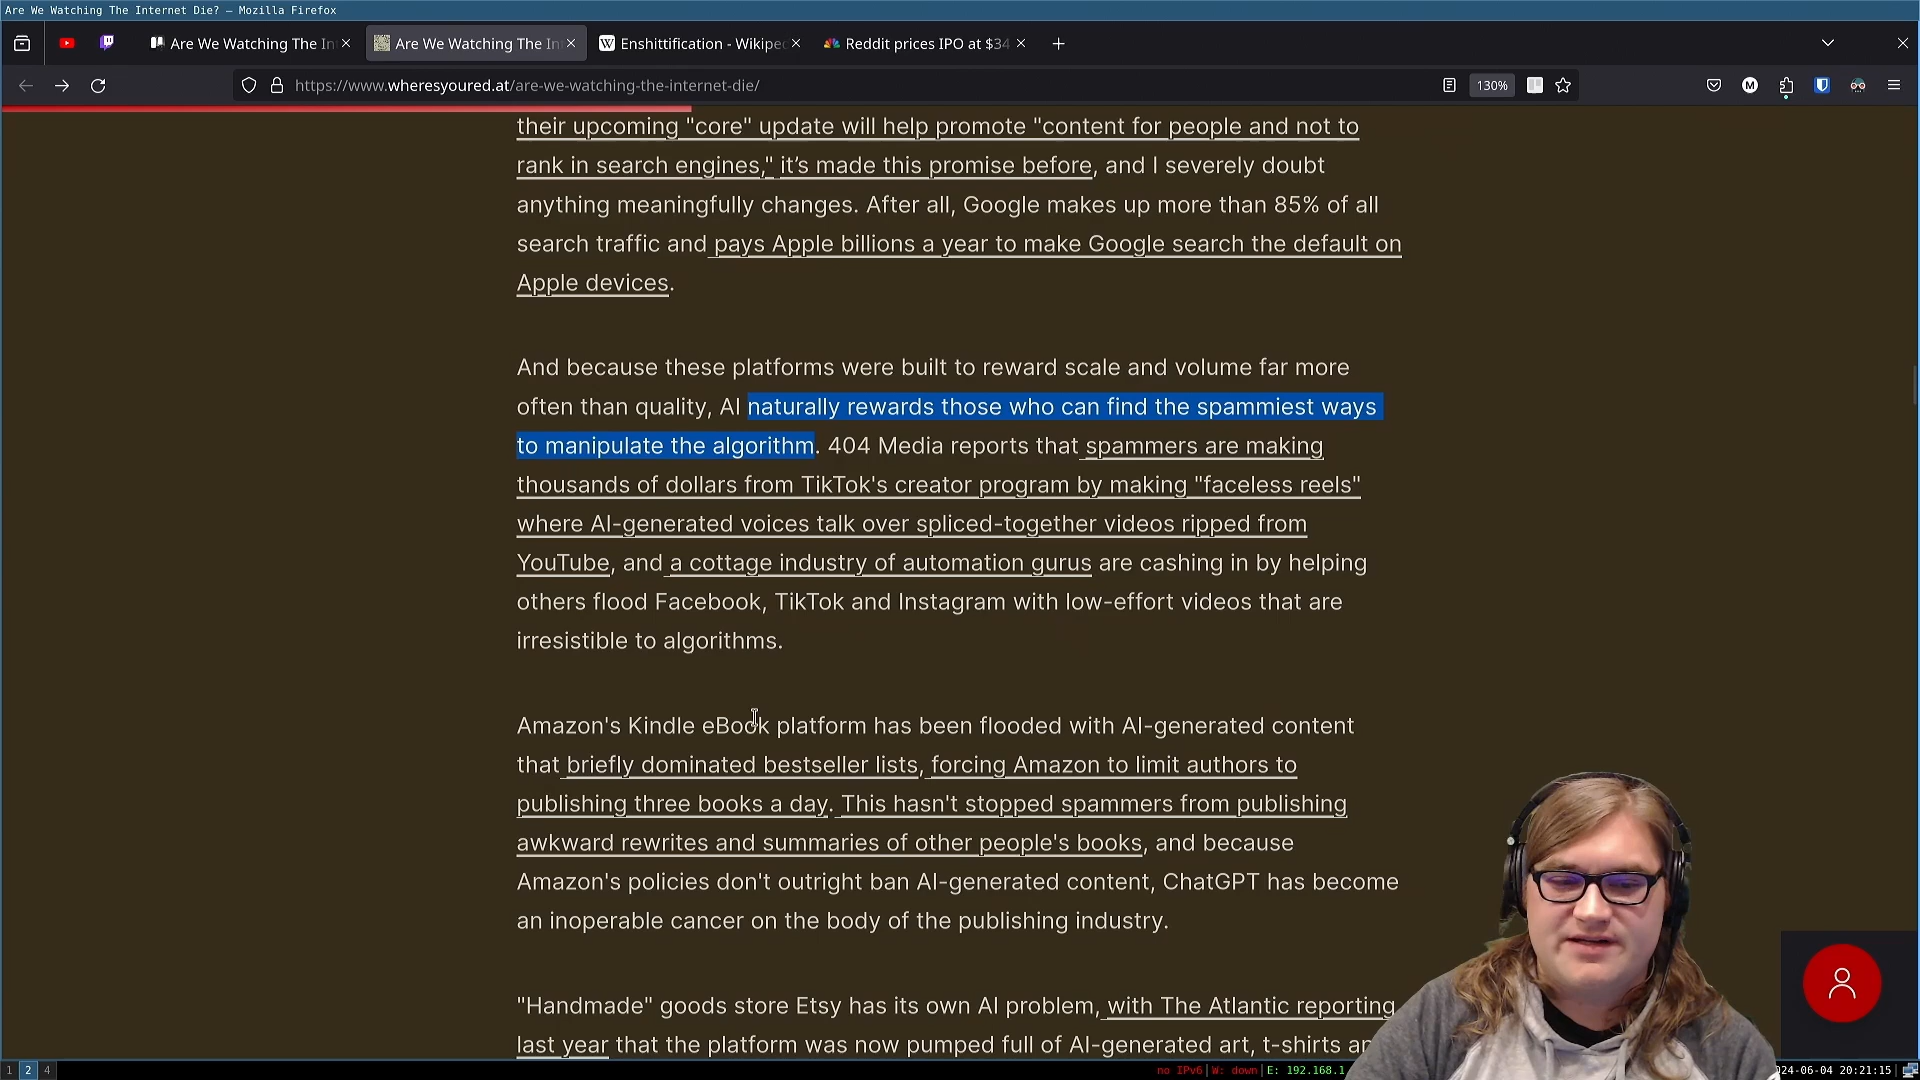 Are We Watching The Internet Die? — Mozilla Firefox
Are We Watching The In
Are We Watching The In
Enshittification - Wikiped
Reddit prices IPO at $34
https://www.wheresyoured.at/are-we-watching-the-internet-die/
130%
M
their upcoming "core" update will help promote "content for people and not to
rank in search engines," it's made this promise before, and I severely doubt
anything meaningfully changes. After all, Google makes up more than 85% of all
search traffic and pays Apple billions a year to make Google search the default on
Apple devices.
And because these platforms were built to reward scale and volume far more
often than quality, AI naturally rewards those who can find the spammiest ways
to manipulate the algorithm. 404 Media reports that spammers are making
thousands of dollars from TikTok's creator program by making "faceless reels"
where AI-generated voices talk over spliced-together videos ripped from
YouTube, and a cottage industry of automation gurus are cashing in by helping
others flood Facebook, TikTok and Instagram with low-effort videos that are
irresistible to algorithms.
Amazon's Kindle eBook platform has been flooded with AI-generated content
that briefly dominated bestseller lists, forcing Amazon to limit authors to
publishing three books a day. This hasn't stopped spammers from publishing
awkward rewrites and summaries of other people's books, and because
Amazon's policies don't outright ban AI-generated content, ChatGPT has become
an inoperable cancer on the body of the publishing industry.
"Handmade" goods store Etsy has its own AI problem, with The Atlantic reporting
last year that the platform was now pumped full of AI-generated art, t-shirts an
1 2 4
no IPv6|W: down|E: 192.168.1
024-06-04 20:21:15